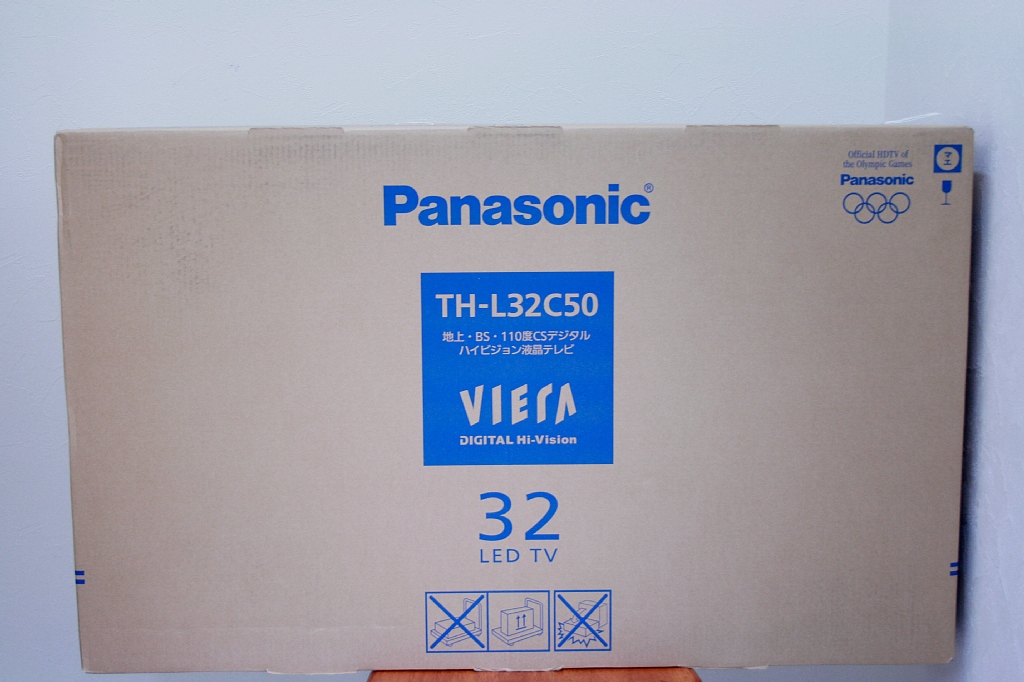 Official HDTV of
the Olympic Games
Panasonic
マエ
Panasonic®
TH-L32C50
地上・BS・110度CSデジタル
ハイビジョン液晶テレビ
VIERA
DIGITAL Hi-Vision
32
LED TV